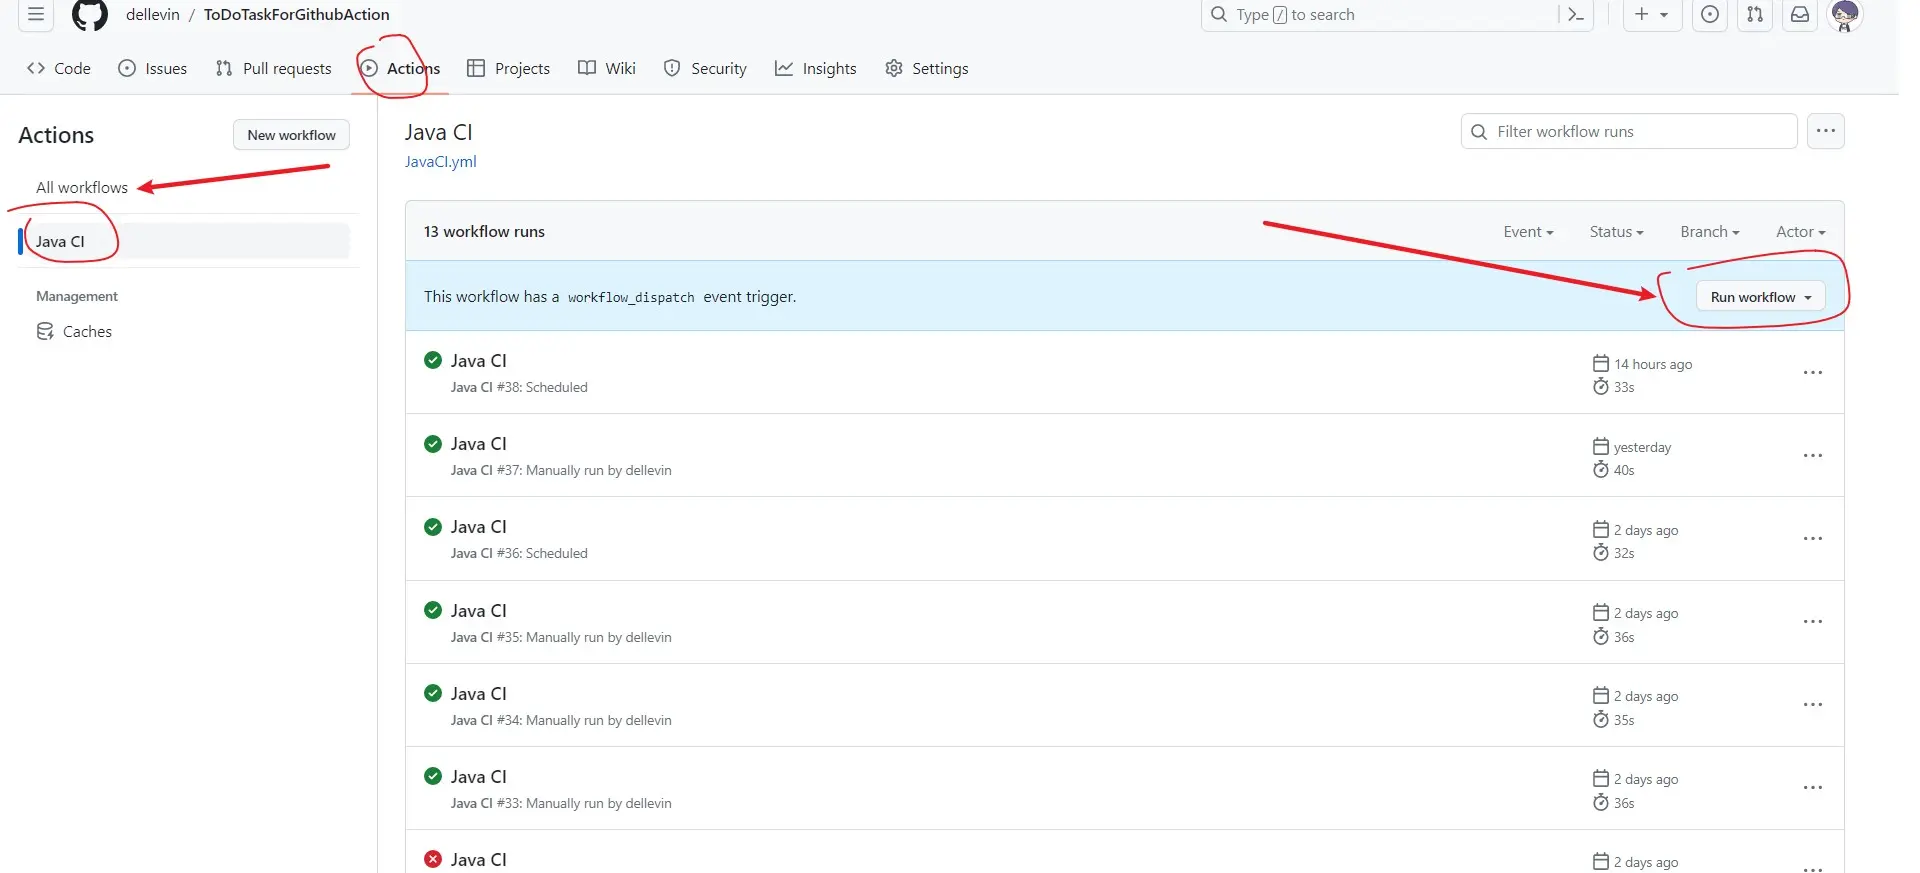 dellevin / ToDoTaskForGithubAction
Type / to search
Code Issues Pull requests Actions Projects Wiki Security Insights Settings
Actions
New workflow
All workflows
Java CI
Management
Caches
Java CI
JavaCI.yml
Filter workflow runs
13 workflow runs
Event Status Branch Actor
This workflow has a workflow_dispatch event trigger.
Run workflow
Java CI
Java CI #38: Scheduled
14 hours ago
33s
Java CI
Java CI #37: Manually run by dellevin
yesterday
40s
Java CI
Java CI #36: Scheduled
2 days ago
32s
Java CI
Java CI #35: Manually run by dellevin
2 days ago
36s
Java CI
Java CI #34: Manually run by dellevin
2 days ago
35s
Java CI
Java CI #33: Manually run by dellevin
2 days ago
36s
Java CI
2 days ago